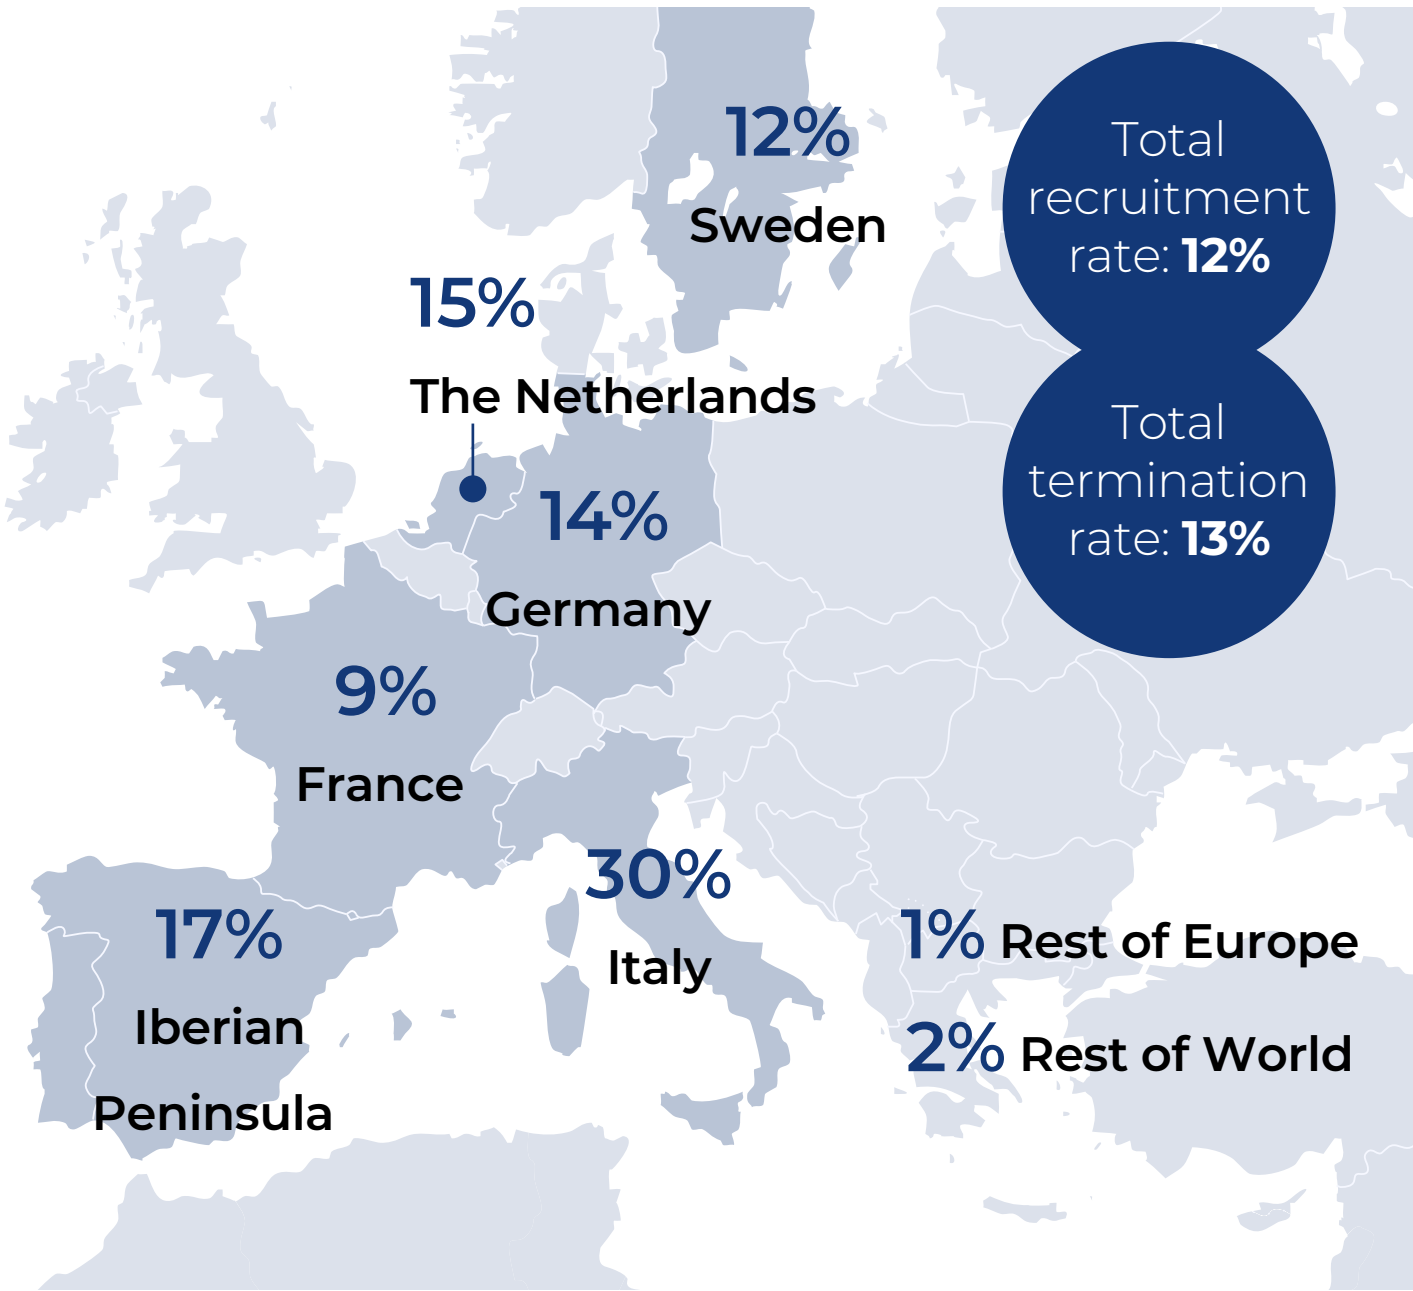 12%
Sweden
Total
recruitment
rate: 12%
15%
The Netherlands
Total
termination
rate: 13%
14%
Germany
9%
France
30%
Italy
17%
Iberian
Peninsula
1% Rest of Europe
2% Rest of World